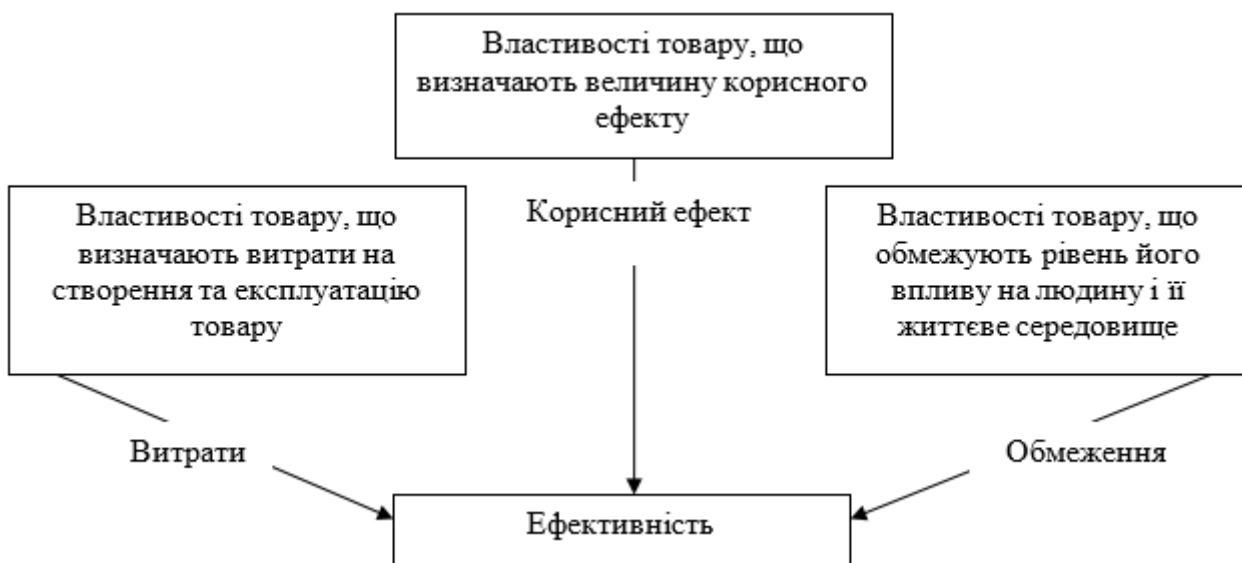 Властивості товару, що
визначають величину корисного
ефекту
Властивості товару, що
визначають витрати на
створення та експлуатацію
товару
Корисний ефект
Властивості товару, що
обмежують рівень його
впливу на людину і її
життєве середовище
Витрати
Обмеження
Ефективність